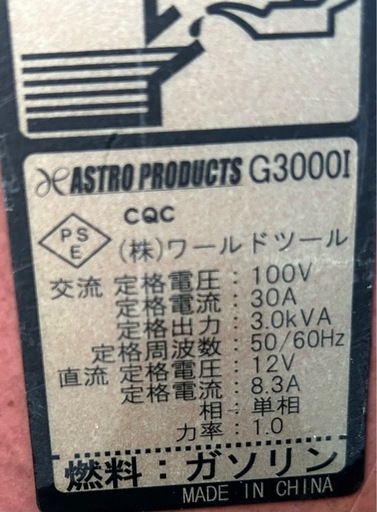 ASTRO PRODUCTS G3000I
CQC
PS
E
(株)ワールドツール
交流 定格電圧:100V
定格電流:30A
定格出力:3.0kVA
定格周波数:50/60Hz
直流 定格電圧:12V
定格電流:8.3A
相:単相
力率:1.0
燃料:ガソリン
MADE IN CHINA